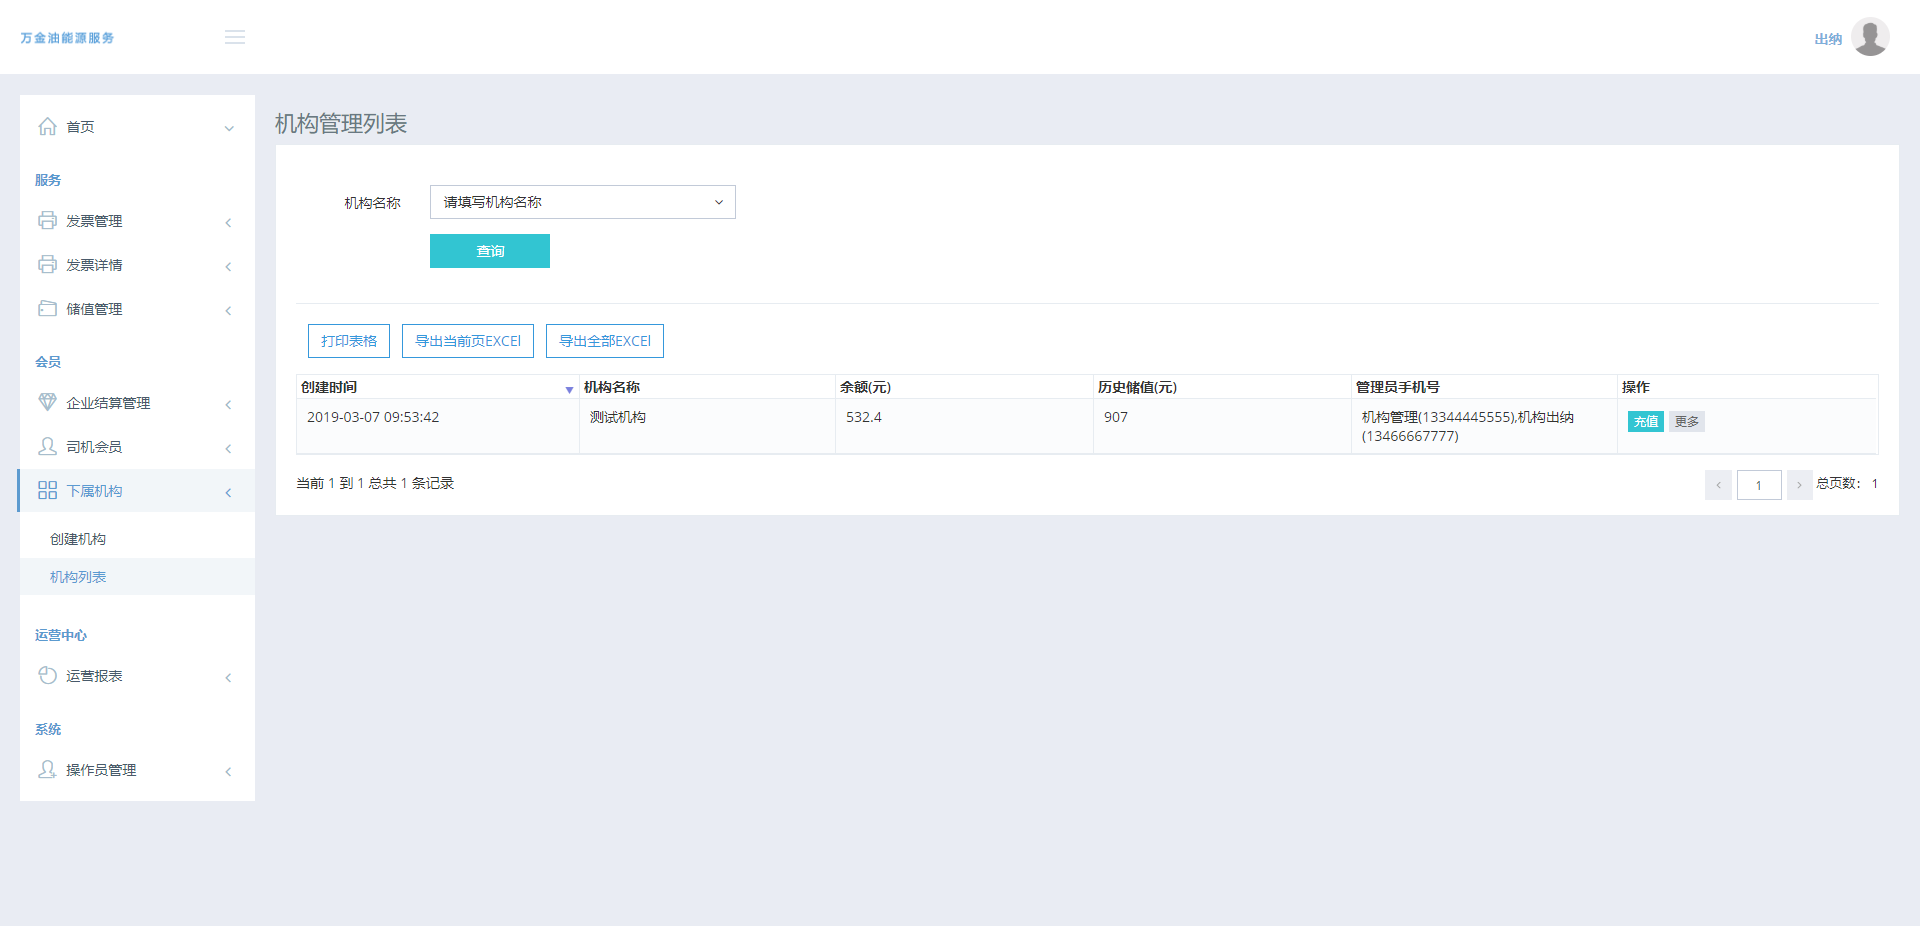 万金油能源服务
出纳
首页
服务
发票管理
发票详情
储值管理
会员
企业结算管理
司机会员
下属机构
创建机构
机构列表
运营中心
运营报表
系统
操作员管理
机构管理列表
机构名称 请填写机构名称
查询
打印表格 导出当前页EXCEl 导出全部EXCEl
创建时间 机构名称 余额(元) 历史储值(元) 管理员手机号 操作
2019-03-07 09:53:42 测试机构 532.4 907 机构管理(13344445555),机构出纳 充值 更多
(13466667777)
当前 1 到 1 总共 1 条记录 1 总页数： 1